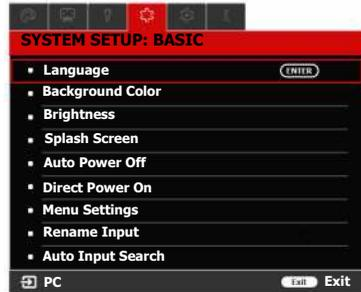 SYSTEM SETUP: BASIC
Language ENTER
Background Color
Brightness
Splash Screen
Auto Power Off
Direct Power On
Menu Settings
Rename Input
Auto Input Search
PC Exit Exit